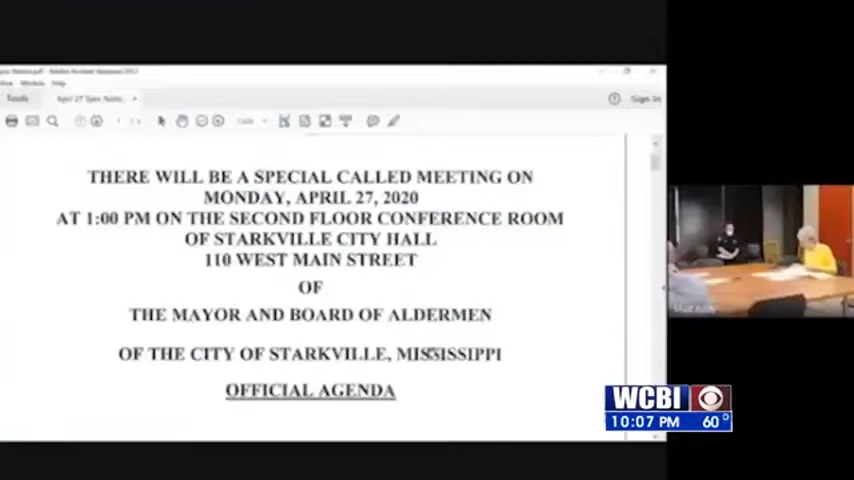 Help
Tools
Sign In
THERE WILL BE A SPECIAL CALLED MEETING ON
MONDAY, APRIL 27, 2020
AT 1:00 PM ON THE SECOND FLOOR CONFERENCE ROOM
OF STARKVILLE CITY HALL
110 WEST MAIN STREET
OF
THE MAYOR AND BOARD OF ALDERMEN
OF THE CITY OF STARKVILLE, MISSISSIPPI
OFFICIAL AGENDA
WCBI
10:07 PM 60°